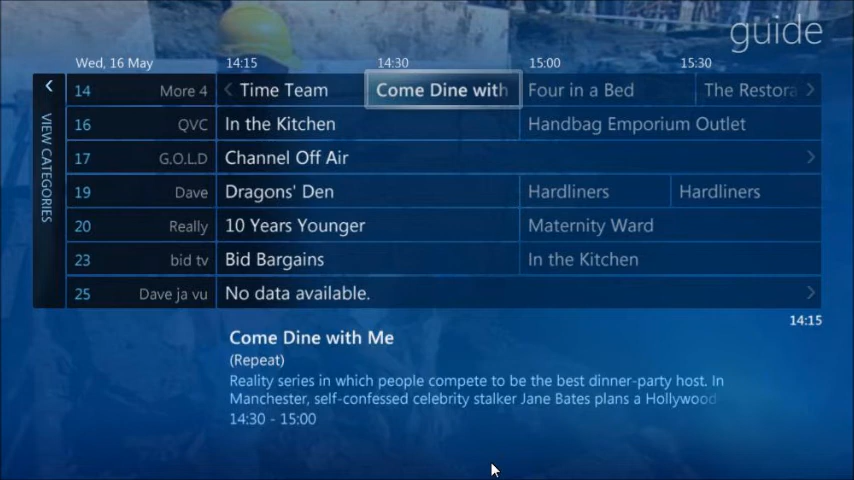 guide
Wed, 16 May 14:15 14:30 15:00 15:30
VIEW CATEGORIES
14 More 4 Time Team Come Dine with Four in a Bed The Restora
16 QVC In the Kitchen Handbag Emporium Outlet
17 G.O.L.D Channel Off Air
19 Dave Dragons' Den Hardliners Hardliners
20 Really 10 Years Younger Maternity Ward
23 bid tv Bid Bargains In the Kitchen
25 Dave ja vu No data available.
14:15
Come Dine with Me
(Repeat)
Reality series in which people compete to be the best dinner-party host. In
Manchester, self-confessed celebrity stalker Jane Bates plans a Hollywood
14:30 - 15:00